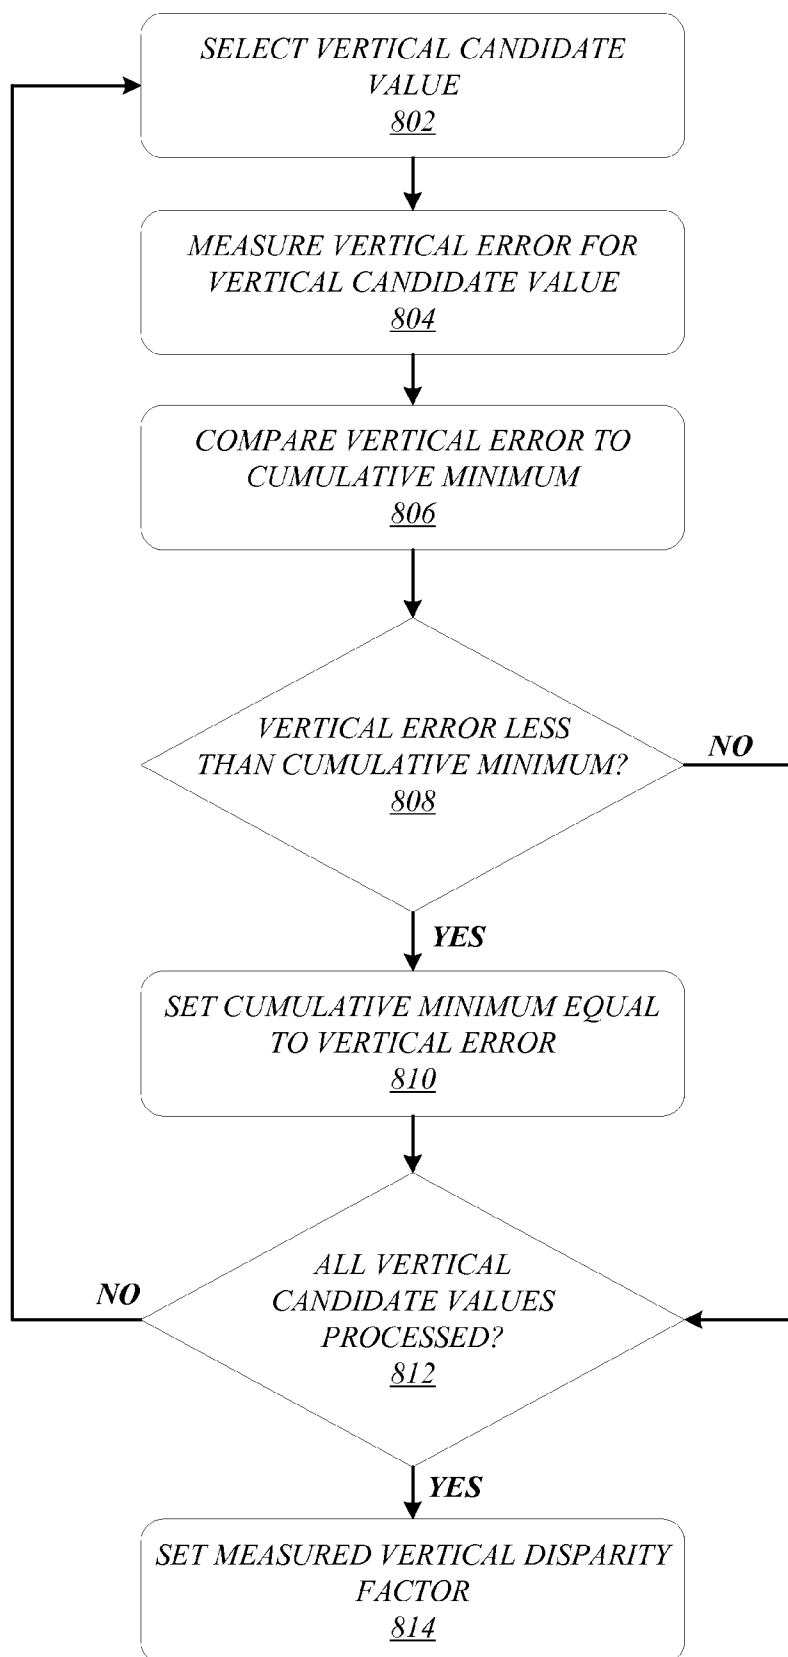 SELECT VERTICAL CANDIDATE
VALUE
802
MEASURE VERTICAL ERROR FOR
VERTICAL CANDIDATE VALUE
804
COMPARE VERTICAL ERROR TO
CUMULATIVE MINIMUM
806
VERTICAL ERROR LESS
THAN CUMULATIVE MINIMUM?
808
NO
YES
SET CUMULATIVE MINIMUM EQUAL
TO VERTICAL ERROR
810
ALL VERTICAL
CANDIDATE VALUES
PROCESSED?
812
NO
YES
SET MEASURED VERTICAL DISPARITY
FACTOR
814